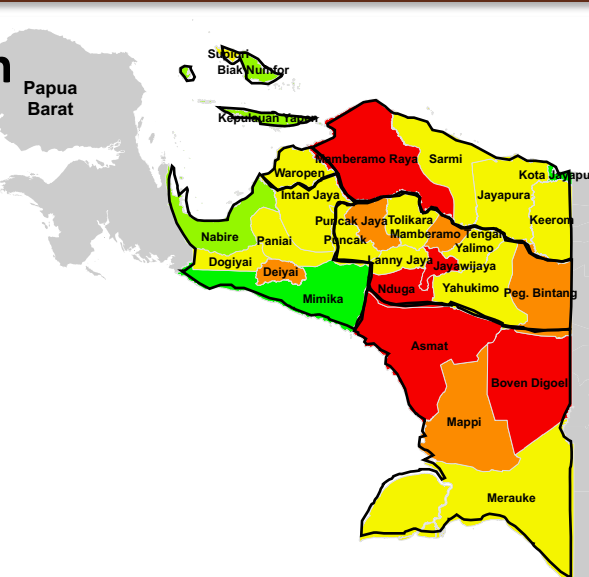 n
Papua
Barat
Supiori
Biak Numfor
Kepulauan Yapen
Mamberamo Raya
Sarmi
Waropen
Kota Jayapu
Jayapura
Intan Jaya
Keerom
Puncak Jaya
Tolikara
Nabire
Paniai
Puncak
Mamberamo Tengah
Yalimo
Dogiyai
Lanny Jaya
Jayawijaya
Deiyai
Nduga
Yahukimo
Peg. Bintang
Mimika
Asmat
Boven Digoel
Mappi
Merauke